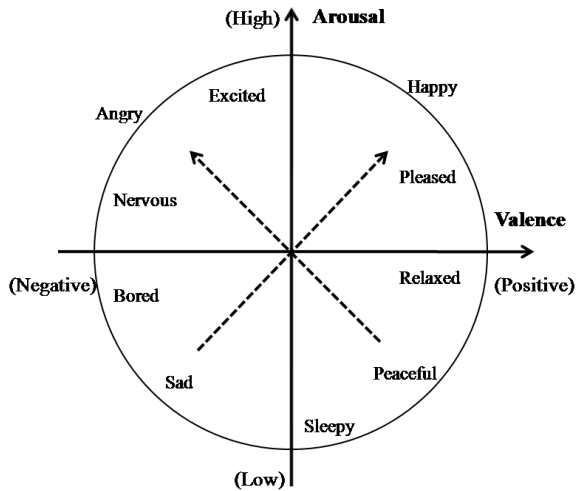 (High) Arousal
Excited
Happy
Angry
Pleased
Nervous
Valence
(Negative)
Bored
Relaxed
(Positive)
Sad
Peaceful
Sleepy
(Low)